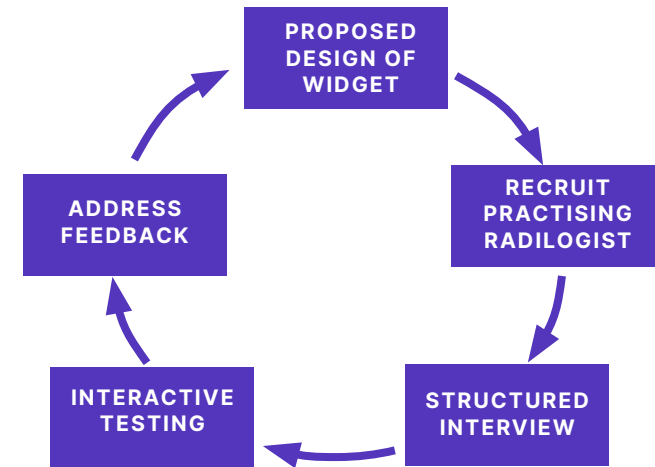 PROPOSED
DESIGN OF
WIDGET
RECRUIT
PRACTISING
RADILOGIST
STRUCTURED
INTERVIEW
INTERACTIVE
TESTING
ADDRESS
FEEDBACK